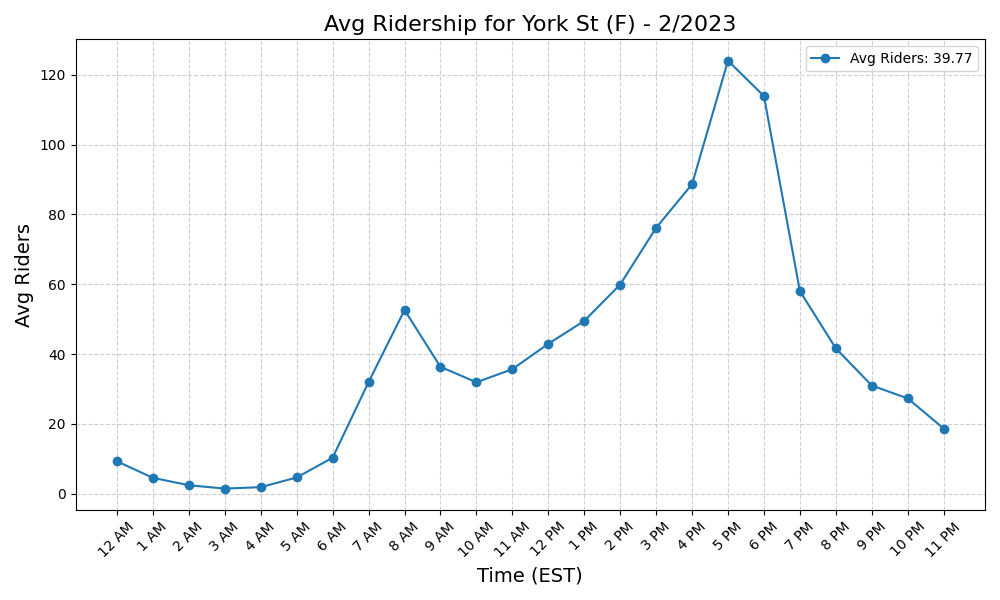 Avg Ridership for York St (F) - 2/2023
Avg Riders: 39.77
Avg Riders
120
100
80
60
40
20
0
12 AM
1 AM
2 AM
3 AM
4 AM
5 AM
6 AM
7 AM
8 AM
9 AM
10 AM
11 AM
12 PM
1 PM
2 PM
3 PM
4 PM
5 PM
6 PM
7 PM
8 PM
9 PM
10 PM
11 PM
Time (EST)